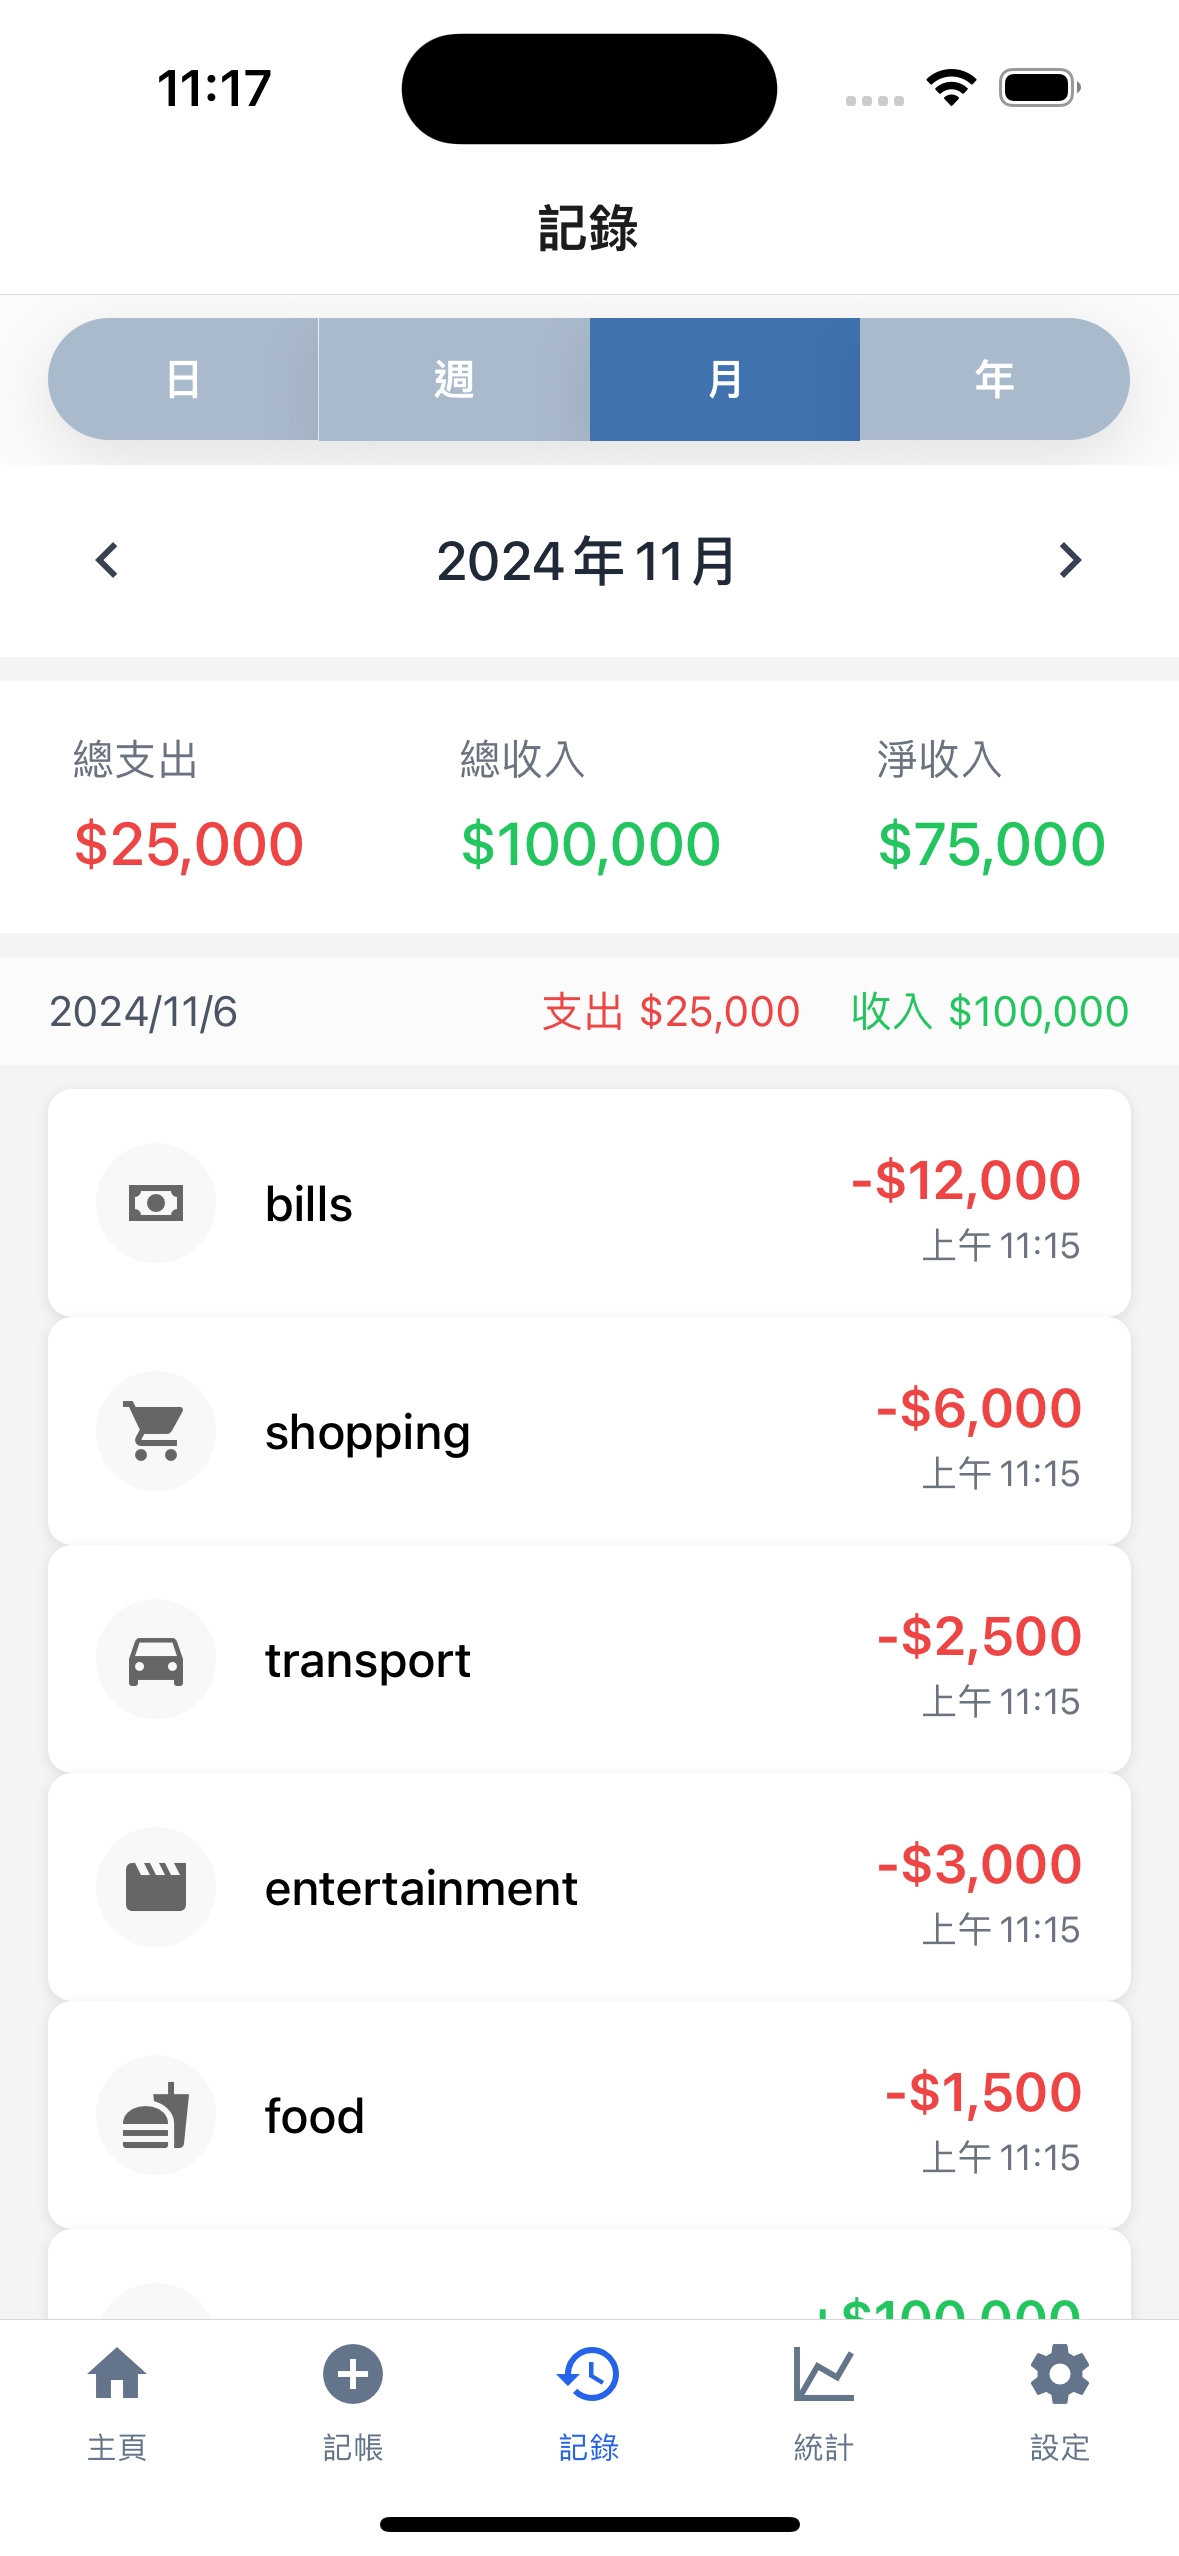 11:17
記錄
日 週 月 年
2024年11月
總支出 總收入 淨收入
$25,000 $100,000 $75,000
2024/11/6 支出 $25,000 收入 $100,000
bills
-$12,000
上午 11:15
shopping
-$6,000
上午 11:15
transport
-$2,500
上午 11:15
entertainment
-$3,000
上午 11:15
food
-$1,500
上午 11:15
+$100,000
主頁 記帳 記錄 統計 設定